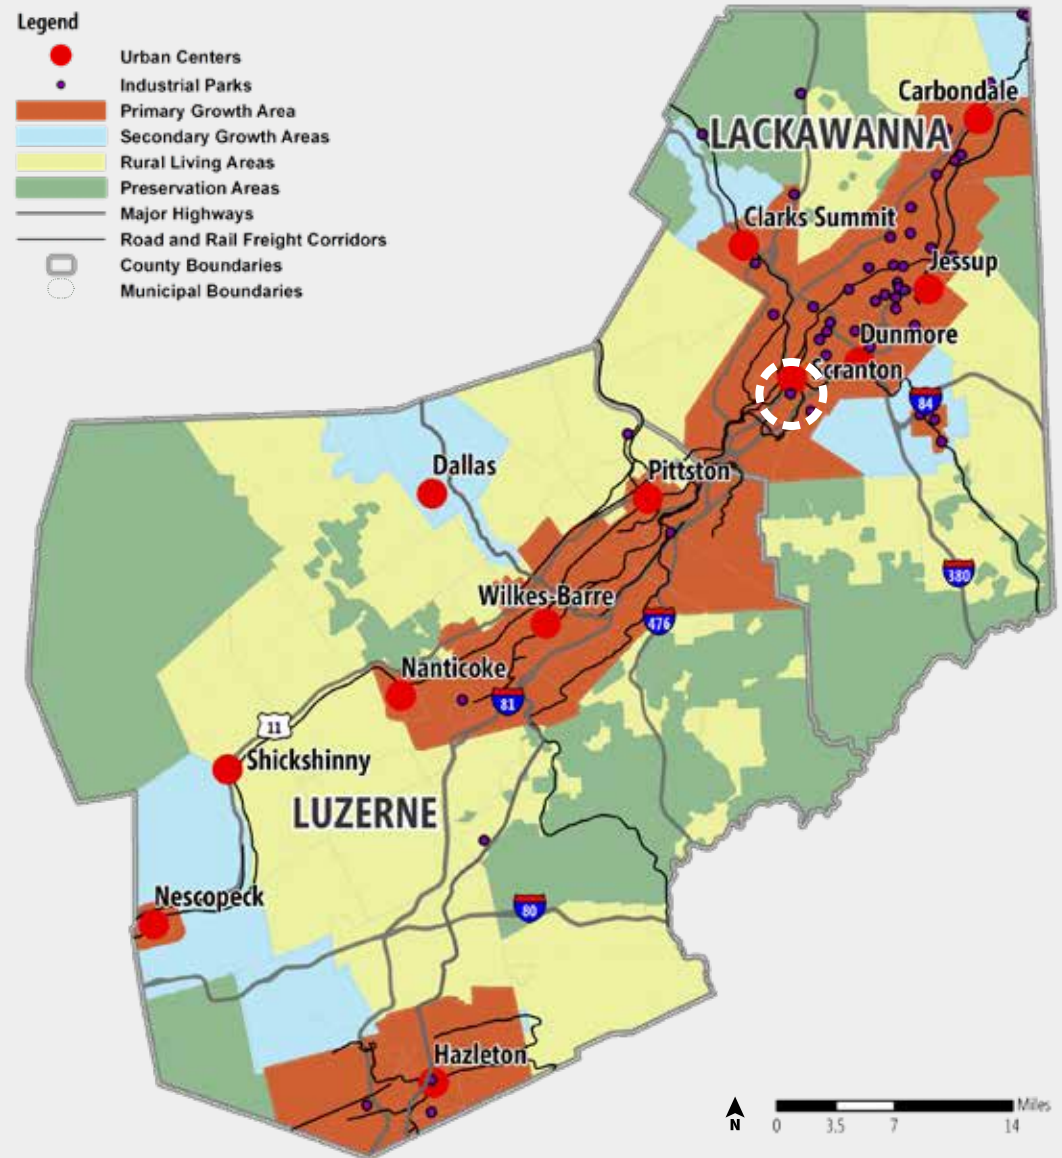 Legend
Urban Centers
Industrial Parks
Primary Growth Area
Secondary Growth Areas
Rural Living Areas
Preservation Areas
Major Highways
Road and Rail Freight Corridors
County Boundaries
Municipal Boundaries
Carbondale
LACKAWANNA
Clarks Summit
Jessup
Dunmore
Scranton
84
Dallas
Pittston
380
Wilkes-Barre
476
Nanticoke
81
11
Shickshinny
LUZERNE
Nescopeck
80
Hazleton
N
Miles
0 3.5 7 14